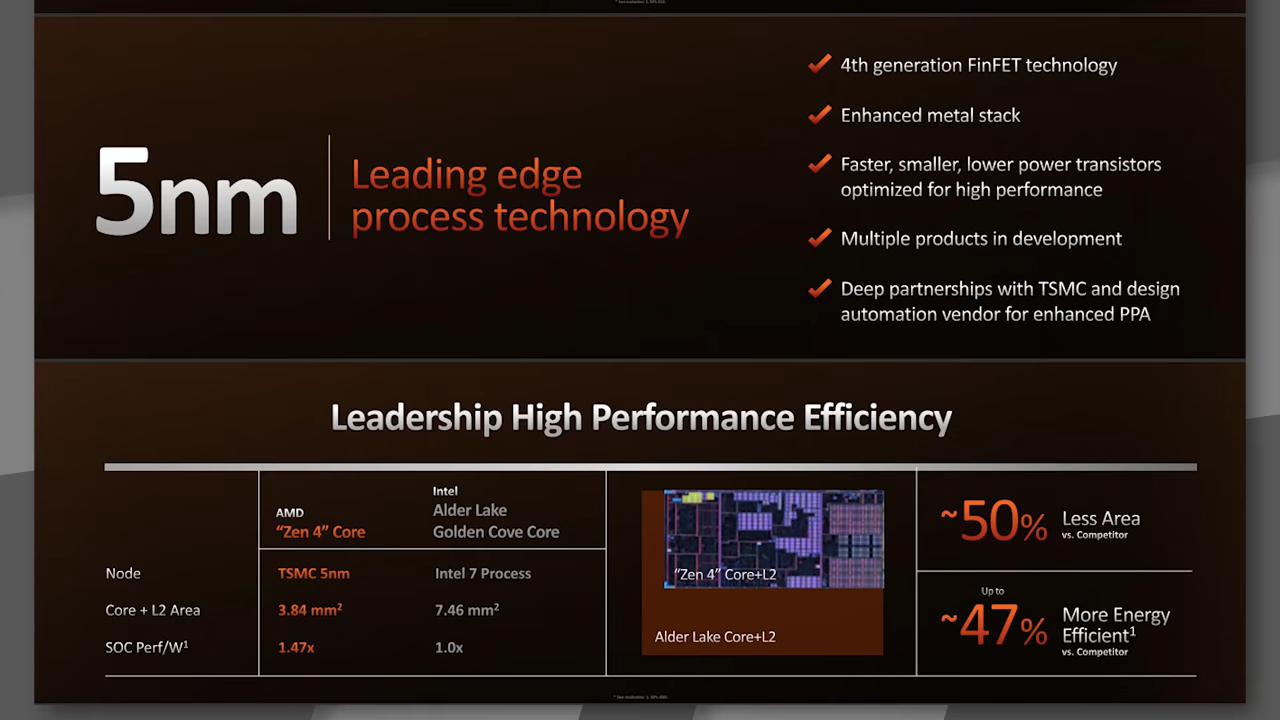 5nm
Leading edge
process technology
4th generation FinFET technology
Enhanced metal stack
Faster, smaller, lower power transistors
optimized for high performance
Multiple products in development
Deep partnerships with TSMC and design
automation vendor for enhanced PPA
Leadership High Performance Efficiency
AMD
“Zen 4” Core
Intel
Alder Lake
Golden Cove Core
Node
TSMC 5nm
Intel 7 Process
Core + L2 Area
3.84 mm²
7.46 mm²
SOC Perf/W¹
1.47x
1.0x
“Zen 4” Core+L2
Alder Lake Core+L2
~50%
Less Area
vs. Competitor
Up to
~47%
More Energy
Efficient¹
vs. Competitor